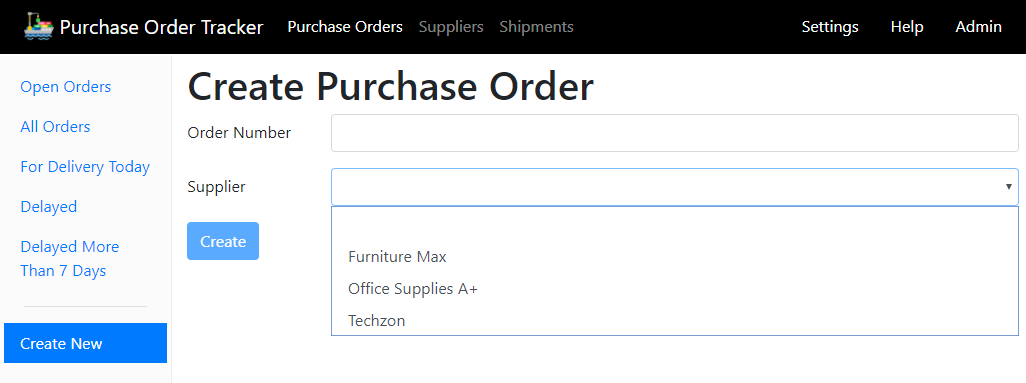 Purchase Order Tracker Purchase Orders Suppliers Shipments Settings Help Admin
Open Orders
All Orders
For Delivery Today
Delayed
Delayed More
Than 7 Days
Create New
Create Purchase Order
Order Number
Supplier
Furniture Max
Office Supplies A+
Techzon
Create